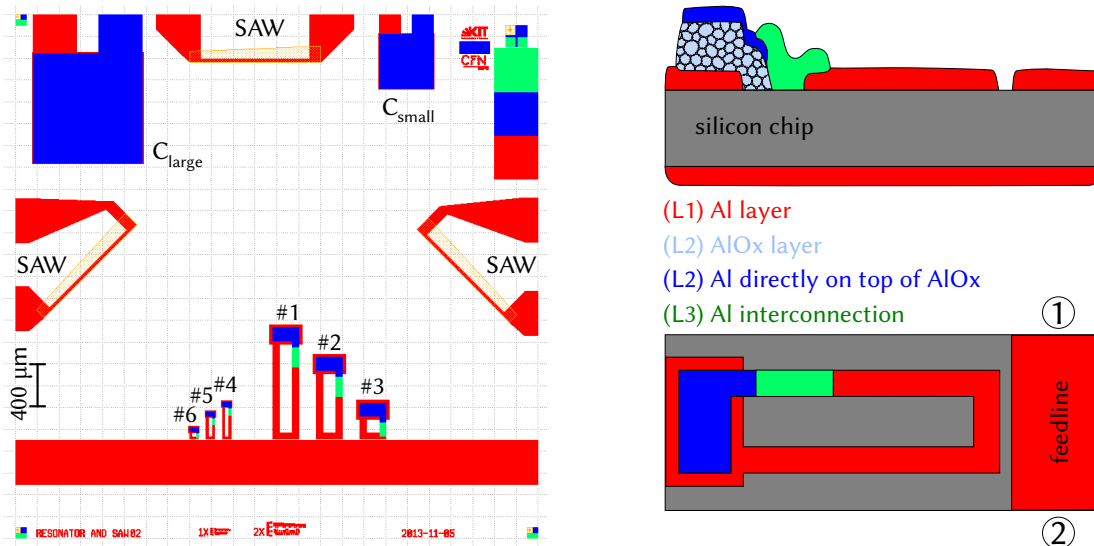 SAW
KIT
CFN
C_large
C_small
SAW
SAW
#1
#2
#3
#4
#5
#6
400 µm
RESONATOR AND SAW02
1X
2X
2013-11-05
silicon chip
(L1) Al layer
(L2) AlOx layer
(L2) Al directly on top of AlOx
(L3) Al interconnection
①
feedline
②